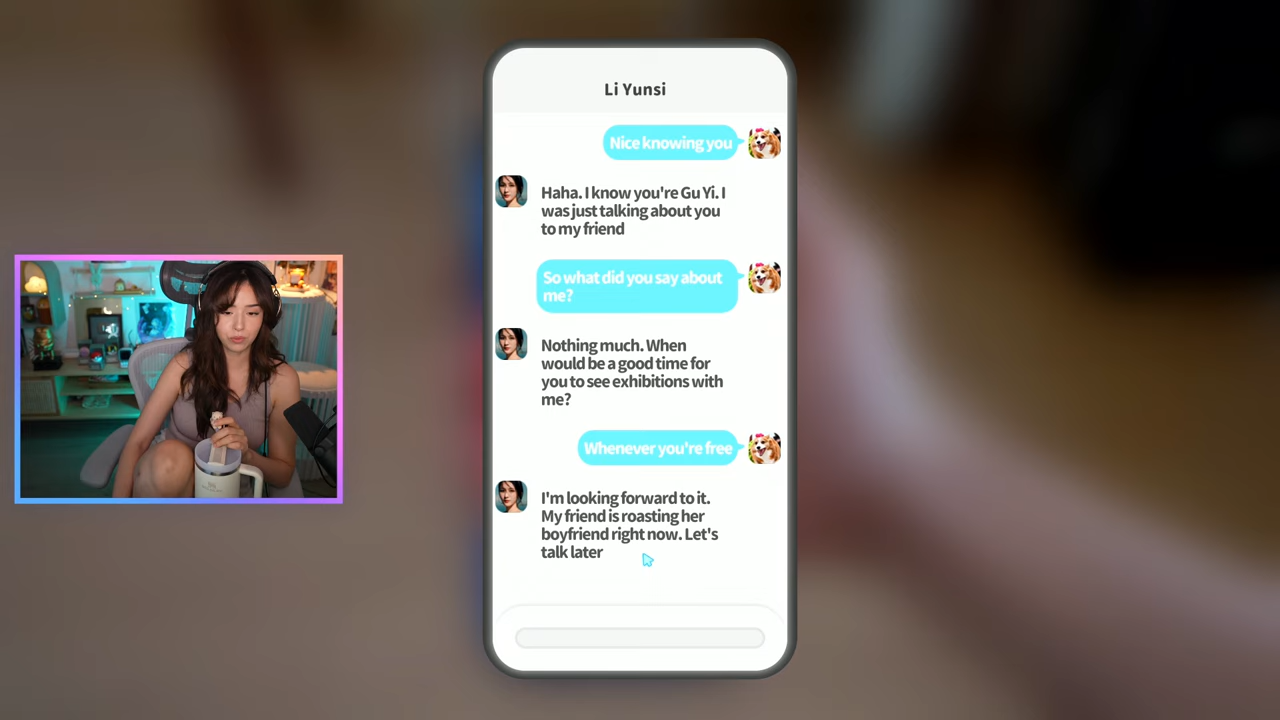 Li Yunsi
Nice knowing you
Haha. I know you're Gu Yi. I
was just talking about you
to my friend
So what did you say about
me?
Nothing much. When
would be a good time for
you to see exhibitions with
me?
Whenever you're free
I'm looking forward to it.
My friend is roasting her
boyfriend right now. Let's
talk later